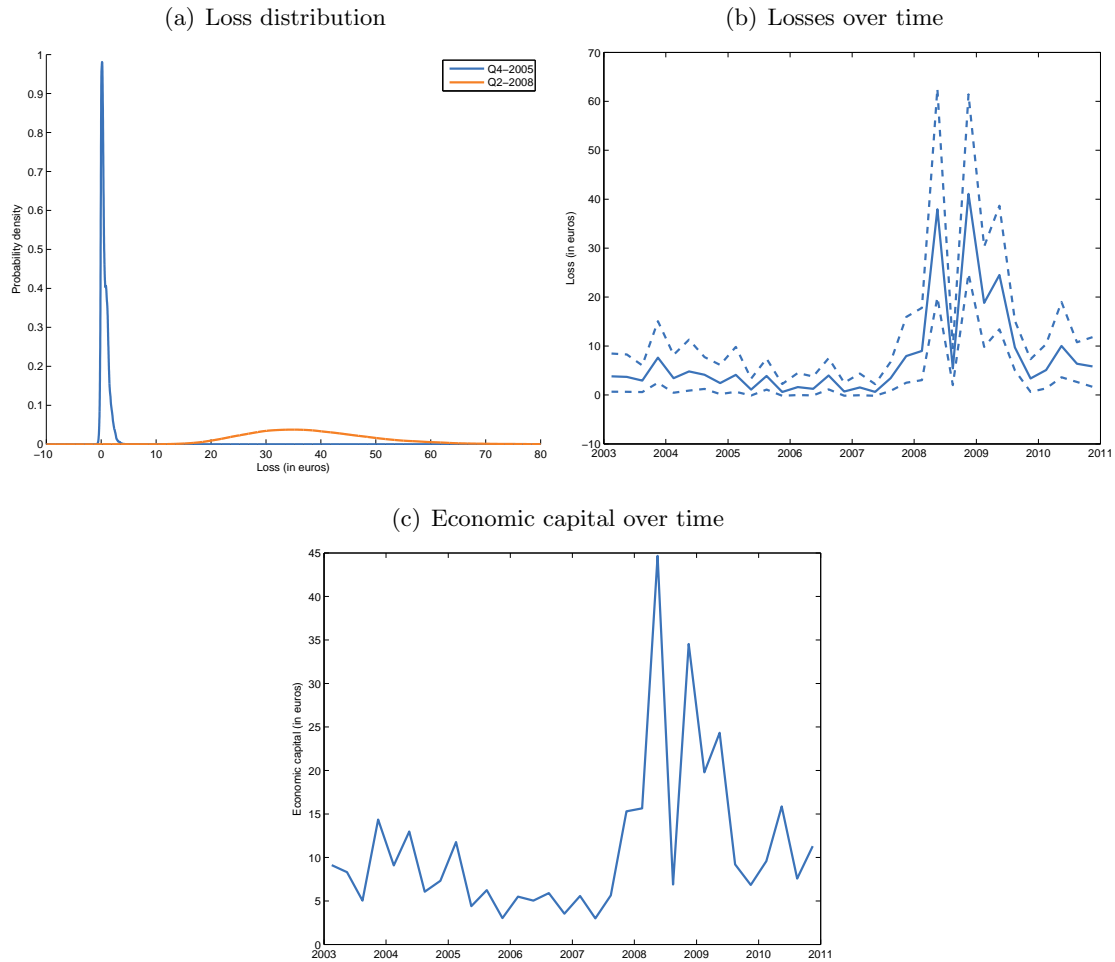 (a) Loss distribution
1
0.9
0.8
0.7
0.6
0.5
0.4
0.3
0.2
0.1
0
Probability density
−10 0 10 20 30 40 50 60 70 80
Loss (in euros)
Q4−2005
Q2−2008
(b) Losses over time
70
60
50
40
30
20
10
0
−10
Loss (in euros)
2003 2004 2005 2006 2007 2008 2009 2010 2011
(c) Economic capital over time
45
40
35
30
25
20
15
10
5
0
Economic capital (in euros)
2003 2004 2005 2006 2007 2008 2009 2010 2011